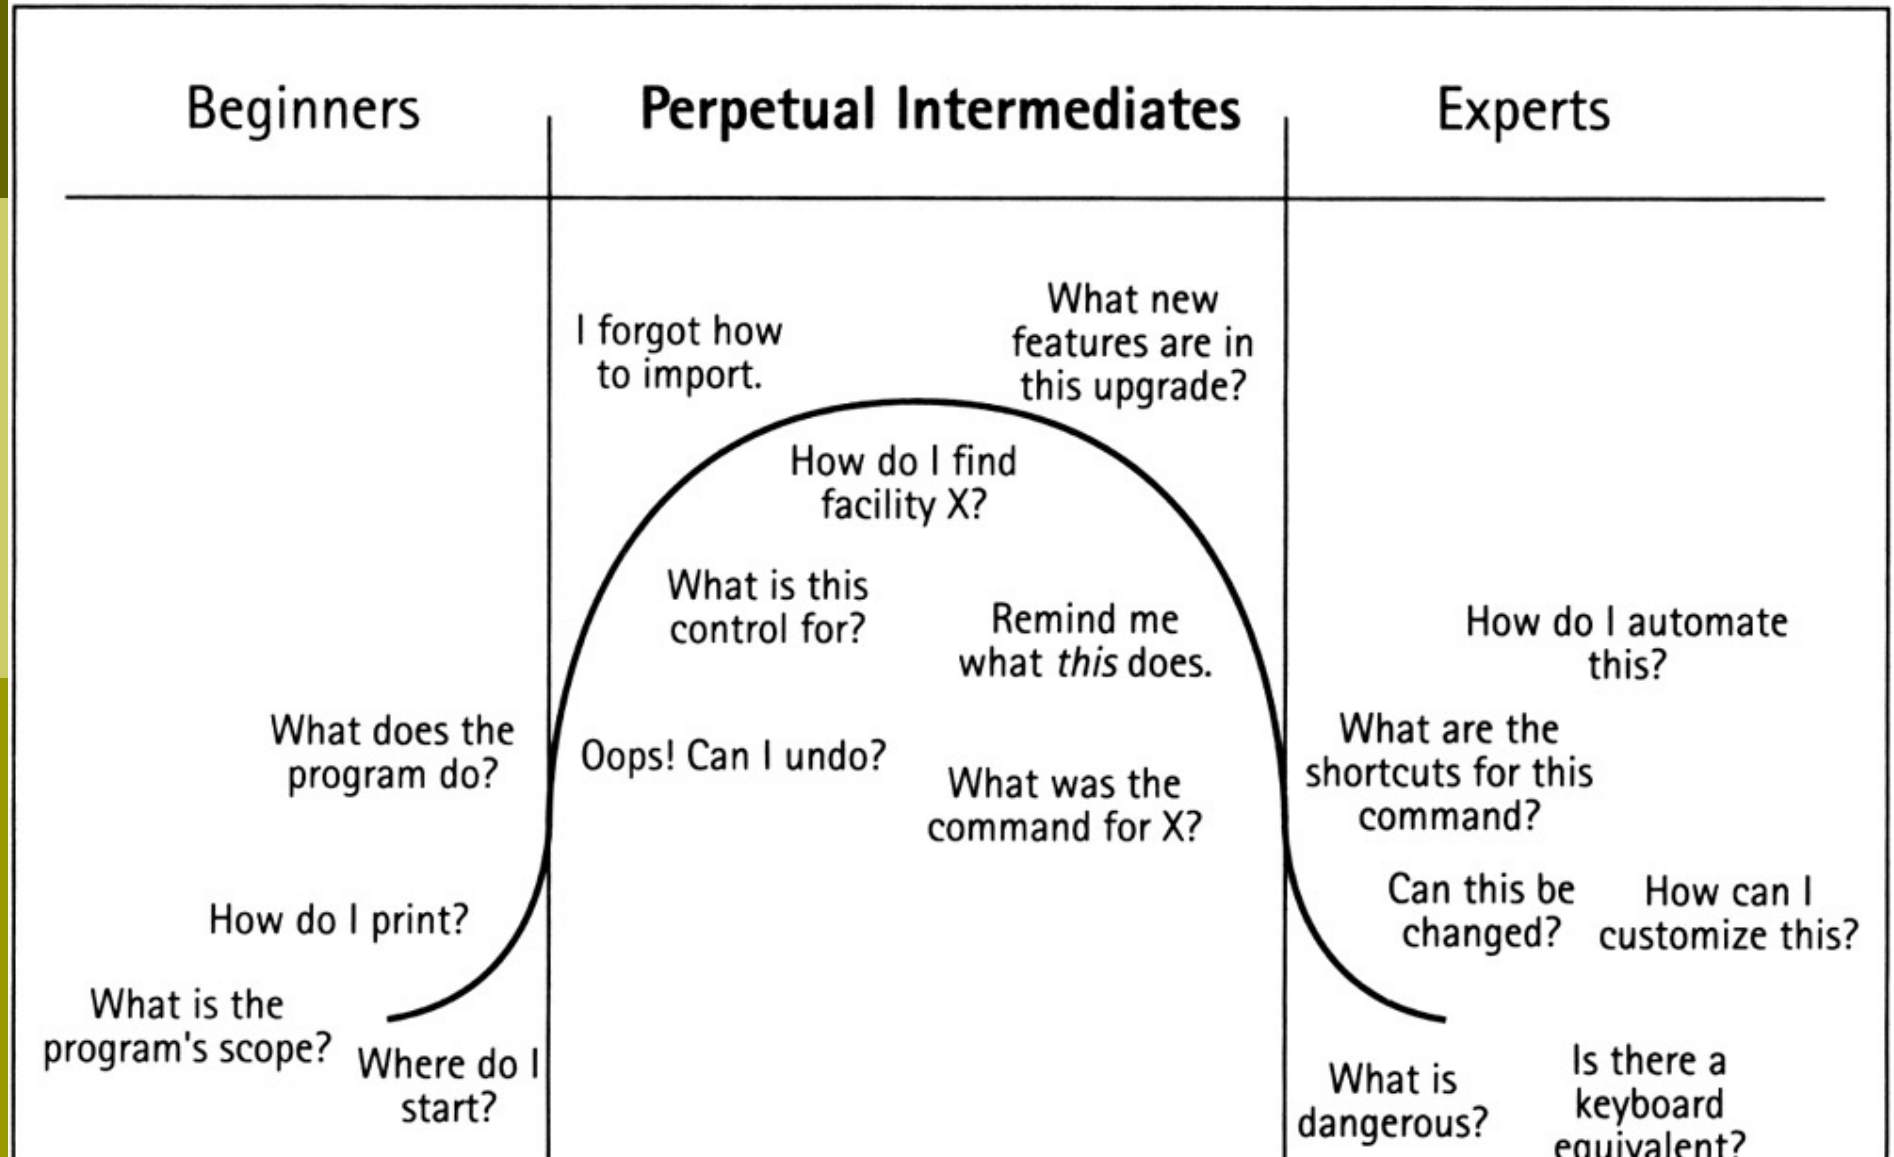 Beginners
Perpetual Intermediates
Experts
What does the
program do?
How do I print?
What is the
program's scope?
Where do I
start?
I forgot how
to import.
What new
features are in
this upgrade?
How do I find
facility X?
What is this
control for?
Remind me
what this does.
Oops! Can I undo?
What was the
command for X?
How do I automate
this?
What are the
shortcuts for this
command?
Can this be
changed?
How can I
customize this?
What is
dangerous?
Is there a
keyboard
equivalent?